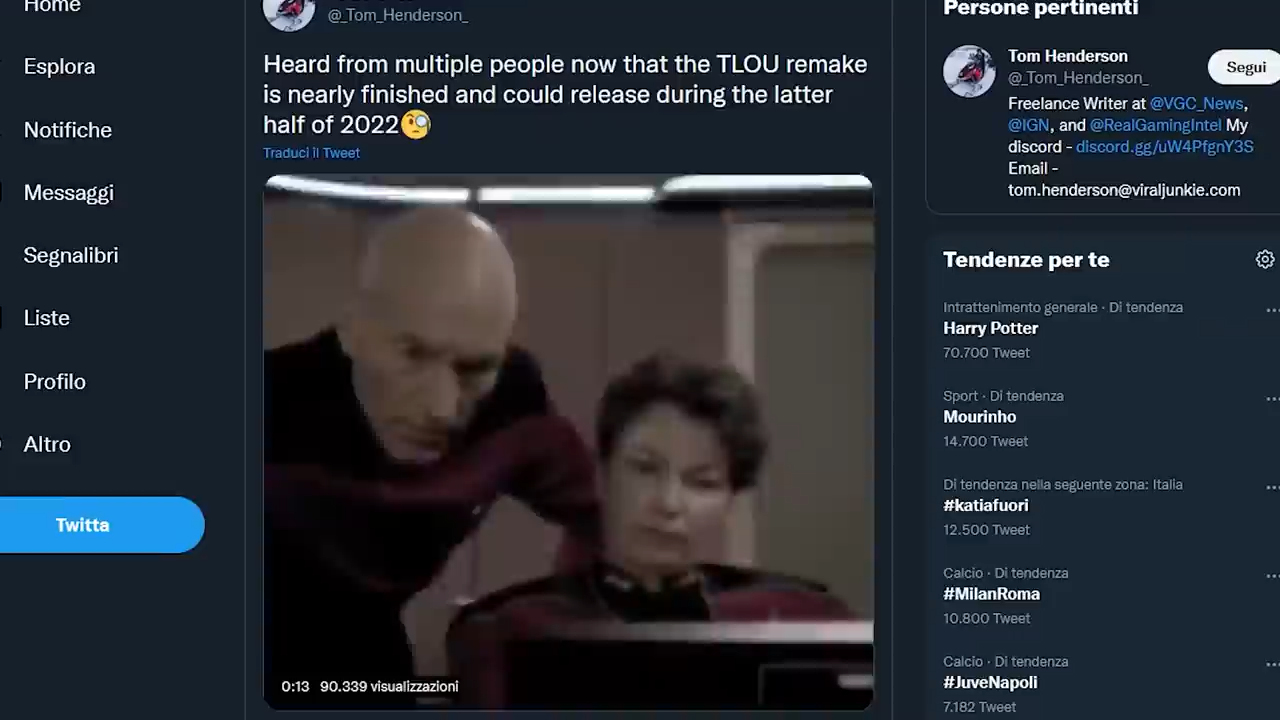 Home
Esplora
Notifiche
Messaggi
Segnalibri
Liste
Profilo
Altro
Twitta
@_Tom_Henderson_
Heard from multiple people now that the TLOU remake
is nearly finished and could release during the latter
half of 2022🧐
Traduci il Tweet
0:13 90.339 visualizzazioni
Persone pertinenti
Tom Henderson
@_Tom_Henderson_
Segui
Freelance Writer at @VGC_News,
@IGN, and @RealGamingIntel My
discord - discord.gg/uW4PfgnY3S
Email -
tom.henderson@viraljunkie.com
Tendenze per te
Intrattenimento generale · Di tendenza
Harry Potter
70.700 Tweet
Sport · Di tendenza
Mourinho
14.700 Tweet
Di tendenza nella seguente zona: Italia
#katiafuori
12.500 Tweet
Calcio · Di tendenza
#MilanRoma
10.800 Tweet
Calcio · Di tendenza
#JuveNapoli
7.182 Tweet